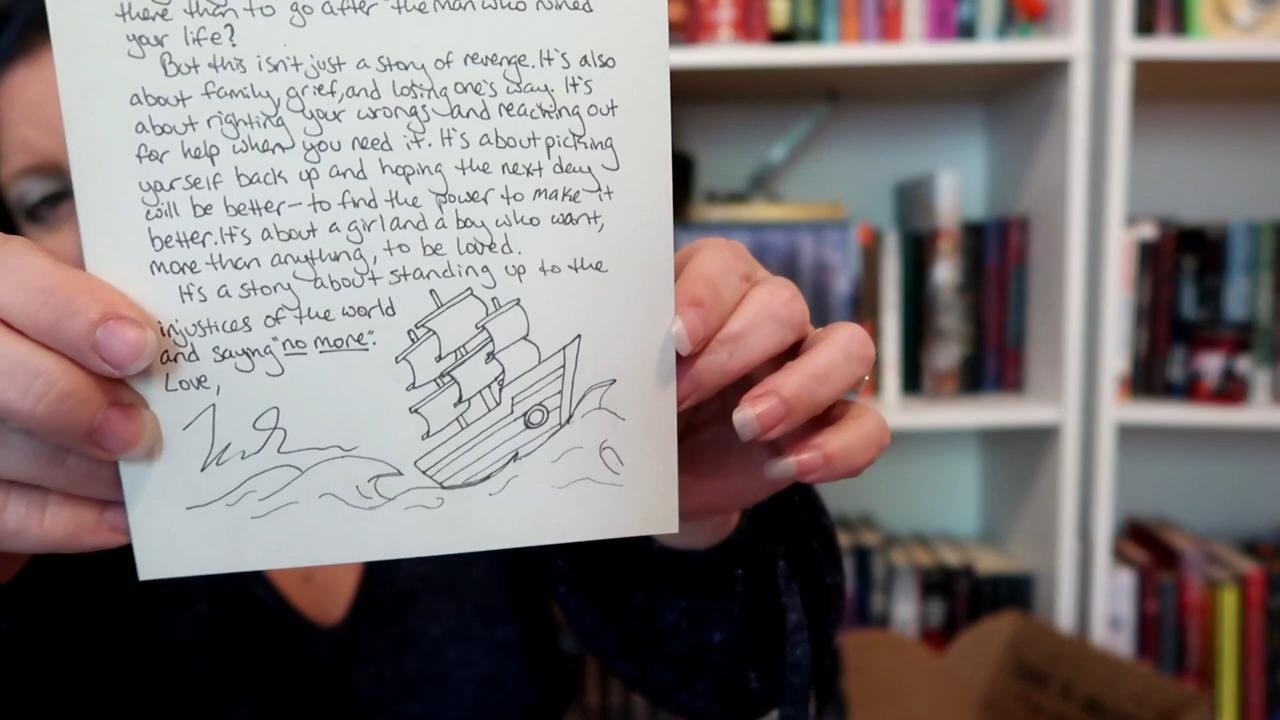 there than to go after the man who ruined
your life?
But this isn't just a story of revenge. It's also
about family, grief, and losing one's way. It's
about righting your wrongs and reaching out
for help when you need it. It's about picking
yourself back up and hoping the next day
will be better - to find the power to make it
better. It's about a girl and a boy who want,
more than anything, to be loved.
It's a story about standing up to the
injustices of the world
and saying "no more".
Love,